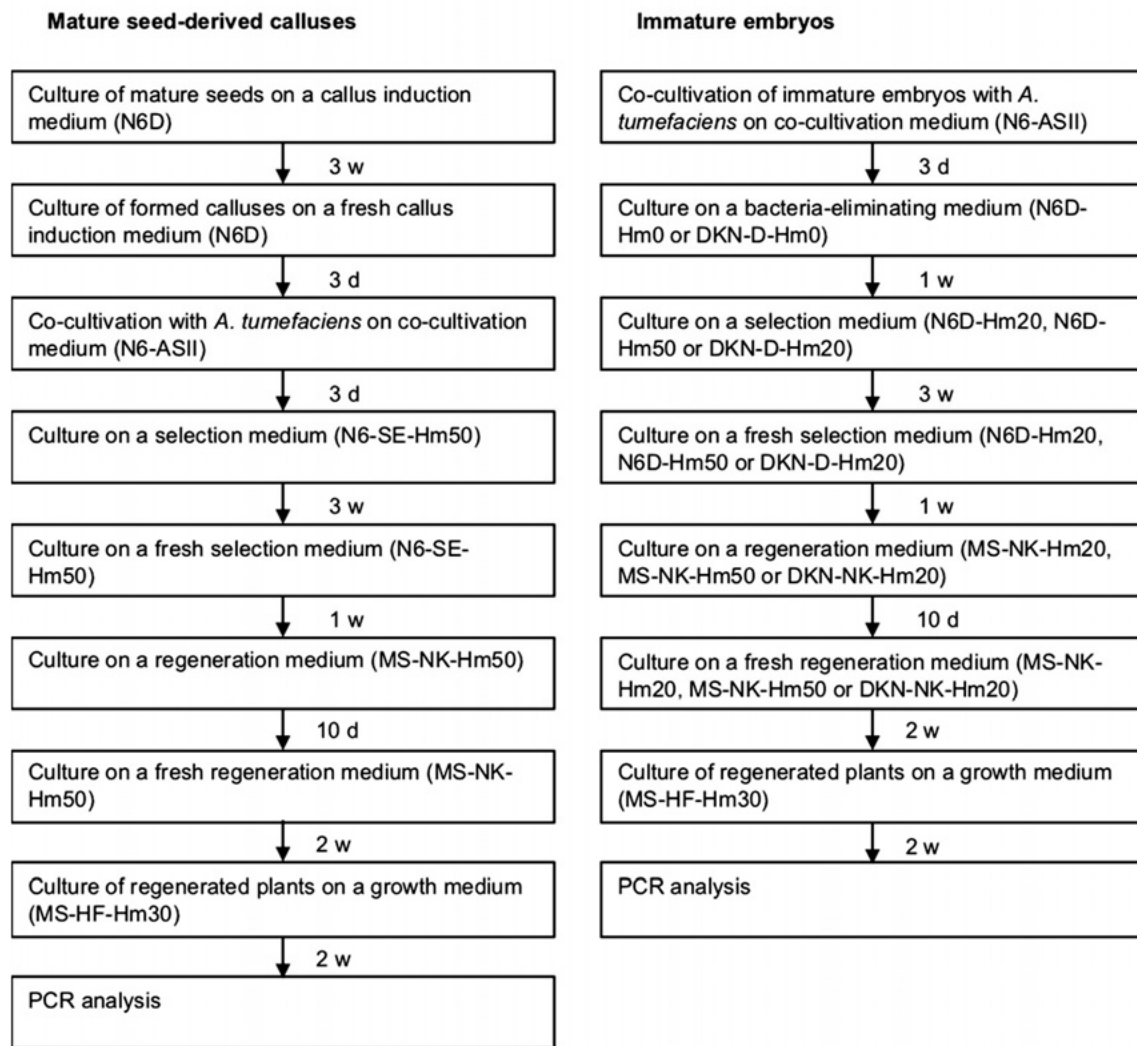 Mature seed-derived calluses
Culture of mature seeds on a callus induction
medium (N6D)
3 w
Culture of formed calluses on a fresh callus
induction medium (N6D)
3 d
Co-cultivation with A. tumefaciens on co-cultivation
medium (N6-ASII)
3 d
Culture on a selection medium (N6-SE-Hm50)
3 w
Culture on a fresh selection medium (N6-SE-
Hm50)
1 w
Culture on a regeneration medium (MS-NK-Hm50)
10 d
Culture on a fresh regeneration medium (MS-NK-
Hm50)
2 w
Culture of regenerated plants on a growth medium
(MS-HF-Hm30)
2 w
PCR analysis
Immature embryos
Co-cultivation of immature embryos with A.
tumefaciens on co-cultivation medium (N6-ASII)
3 d
Culture on a bacteria-eliminating medium (N6D-
Hm0 or DKN-D-Hm0)
1 w
Culture on a selection medium (N6D-Hm20, N6D-
Hm50 or DKN-D-Hm20)
3 w
Culture on a fresh selection medium (N6D-Hm20,
N6D-Hm50 or DKN-D-Hm20)
1 w
Culture on a regeneration medium (MS-NK-Hm20,
MS-NK-Hm50 or DKN-NK-Hm20)
10 d
Culture on a fresh regeneration medium (MS-NK-
Hm20, MS-NK-Hm50 or DKN-NK-Hm20)
2 w
Culture of regenerated plants on a growth medium
(MS-HF-Hm30)
2 w
PCR analysis